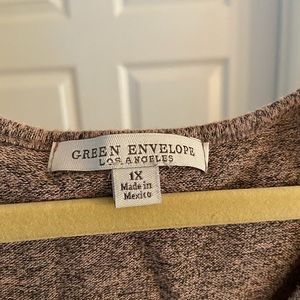 GREEN ENVELOPE
LOS ANGELES
1X
Made in
Mexico